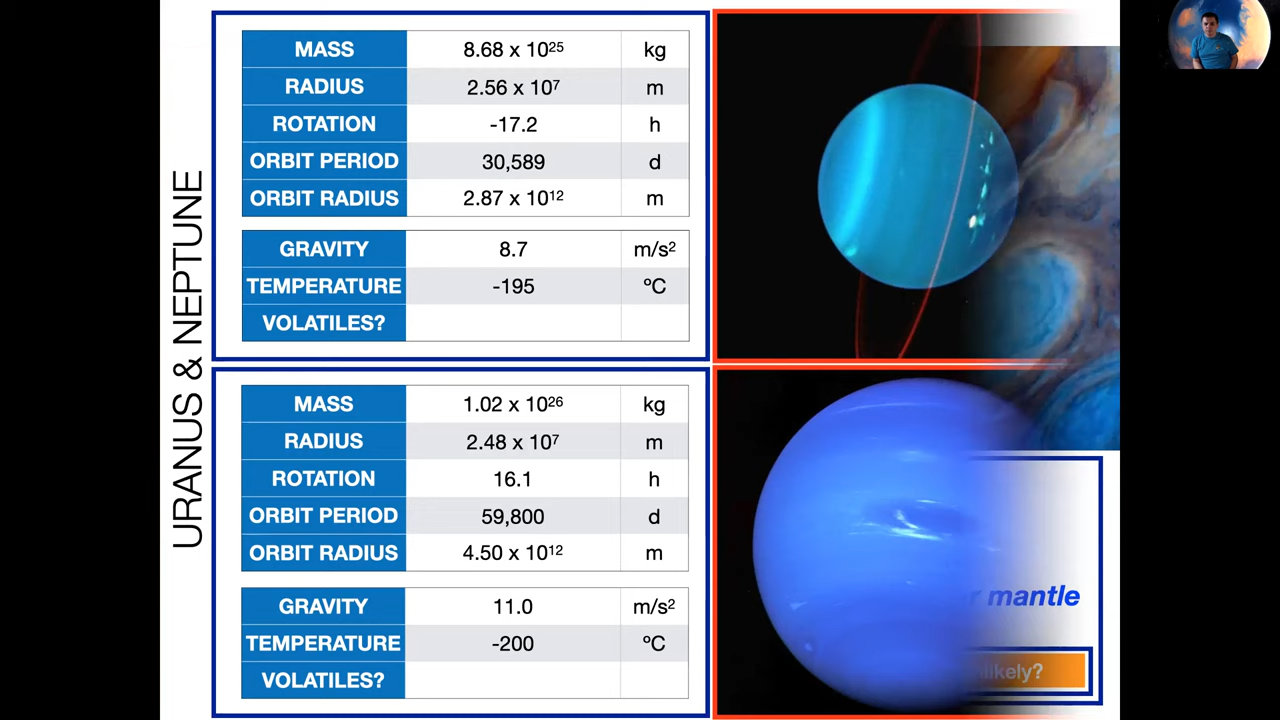 URANUS & NEPTUNE
MASS 8.68 x 10²⁵ kg
RADIUS 2.56 x 10⁷ m
ROTATION -17.2 h
ORBIT PERIOD 30,589 d
ORBIT RADIUS 2.87 x 10¹² m
GRAVITY 8.7 m/s²
TEMPERATURE -195 ºC
VOLATILES?
MASS 1.02 x 10²⁶ kg
RADIUS 2.48 x 10⁷ m
ROTATION 16.1 h
ORBIT PERIOD 59,800 d
ORBIT RADIUS 4.50 x 10¹² m
GRAVITY 11.0 m/s²
TEMPERATURE -200 ºC
VOLATILES?
mantle